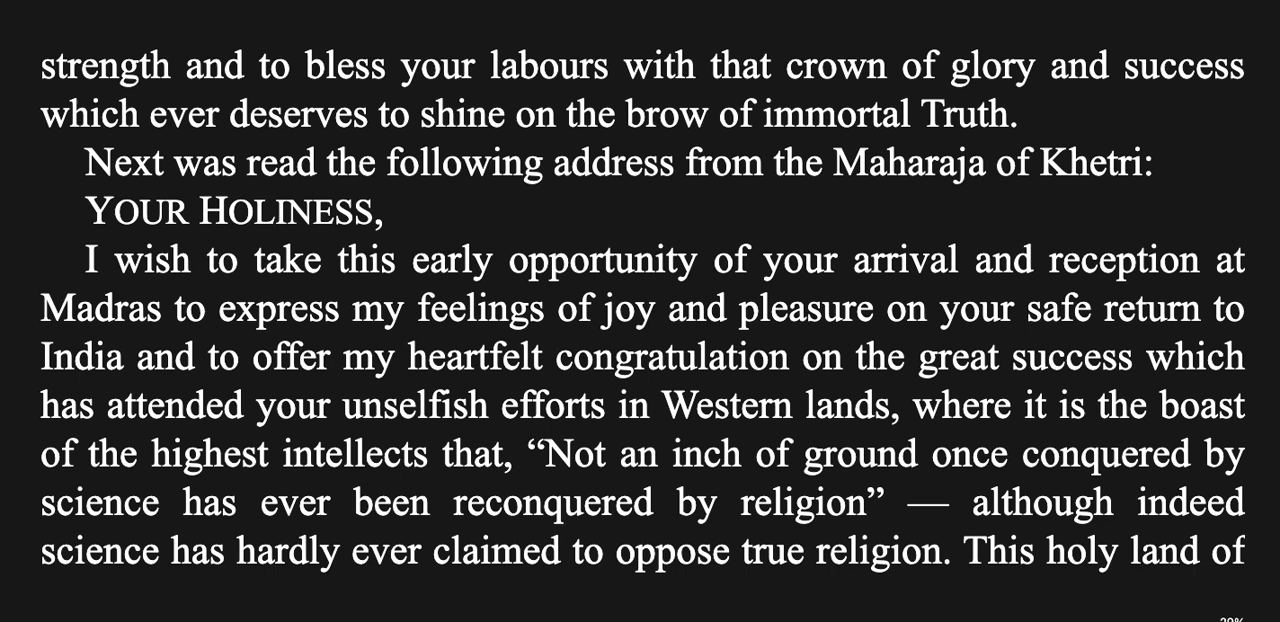 strength and to bless your labours with that crown of glory and success
which ever deserves to shine on the brow of immortal Truth.
Next was read the following address from the Maharaja of Khetri:
YOUR HOLINESS,
I wish to take this early opportunity of your arrival and reception at
Madras to express my feelings of joy and pleasure on your safe return to
India and to offer my heartfelt congratulation on the great success which
has attended your unselfish efforts in Western lands, where it is the boast
of the highest intellects that, “Not an inch of ground once conquered by
science has ever been reconquered by religion” — although indeed
science has hardly ever claimed to oppose true religion. This holy land of